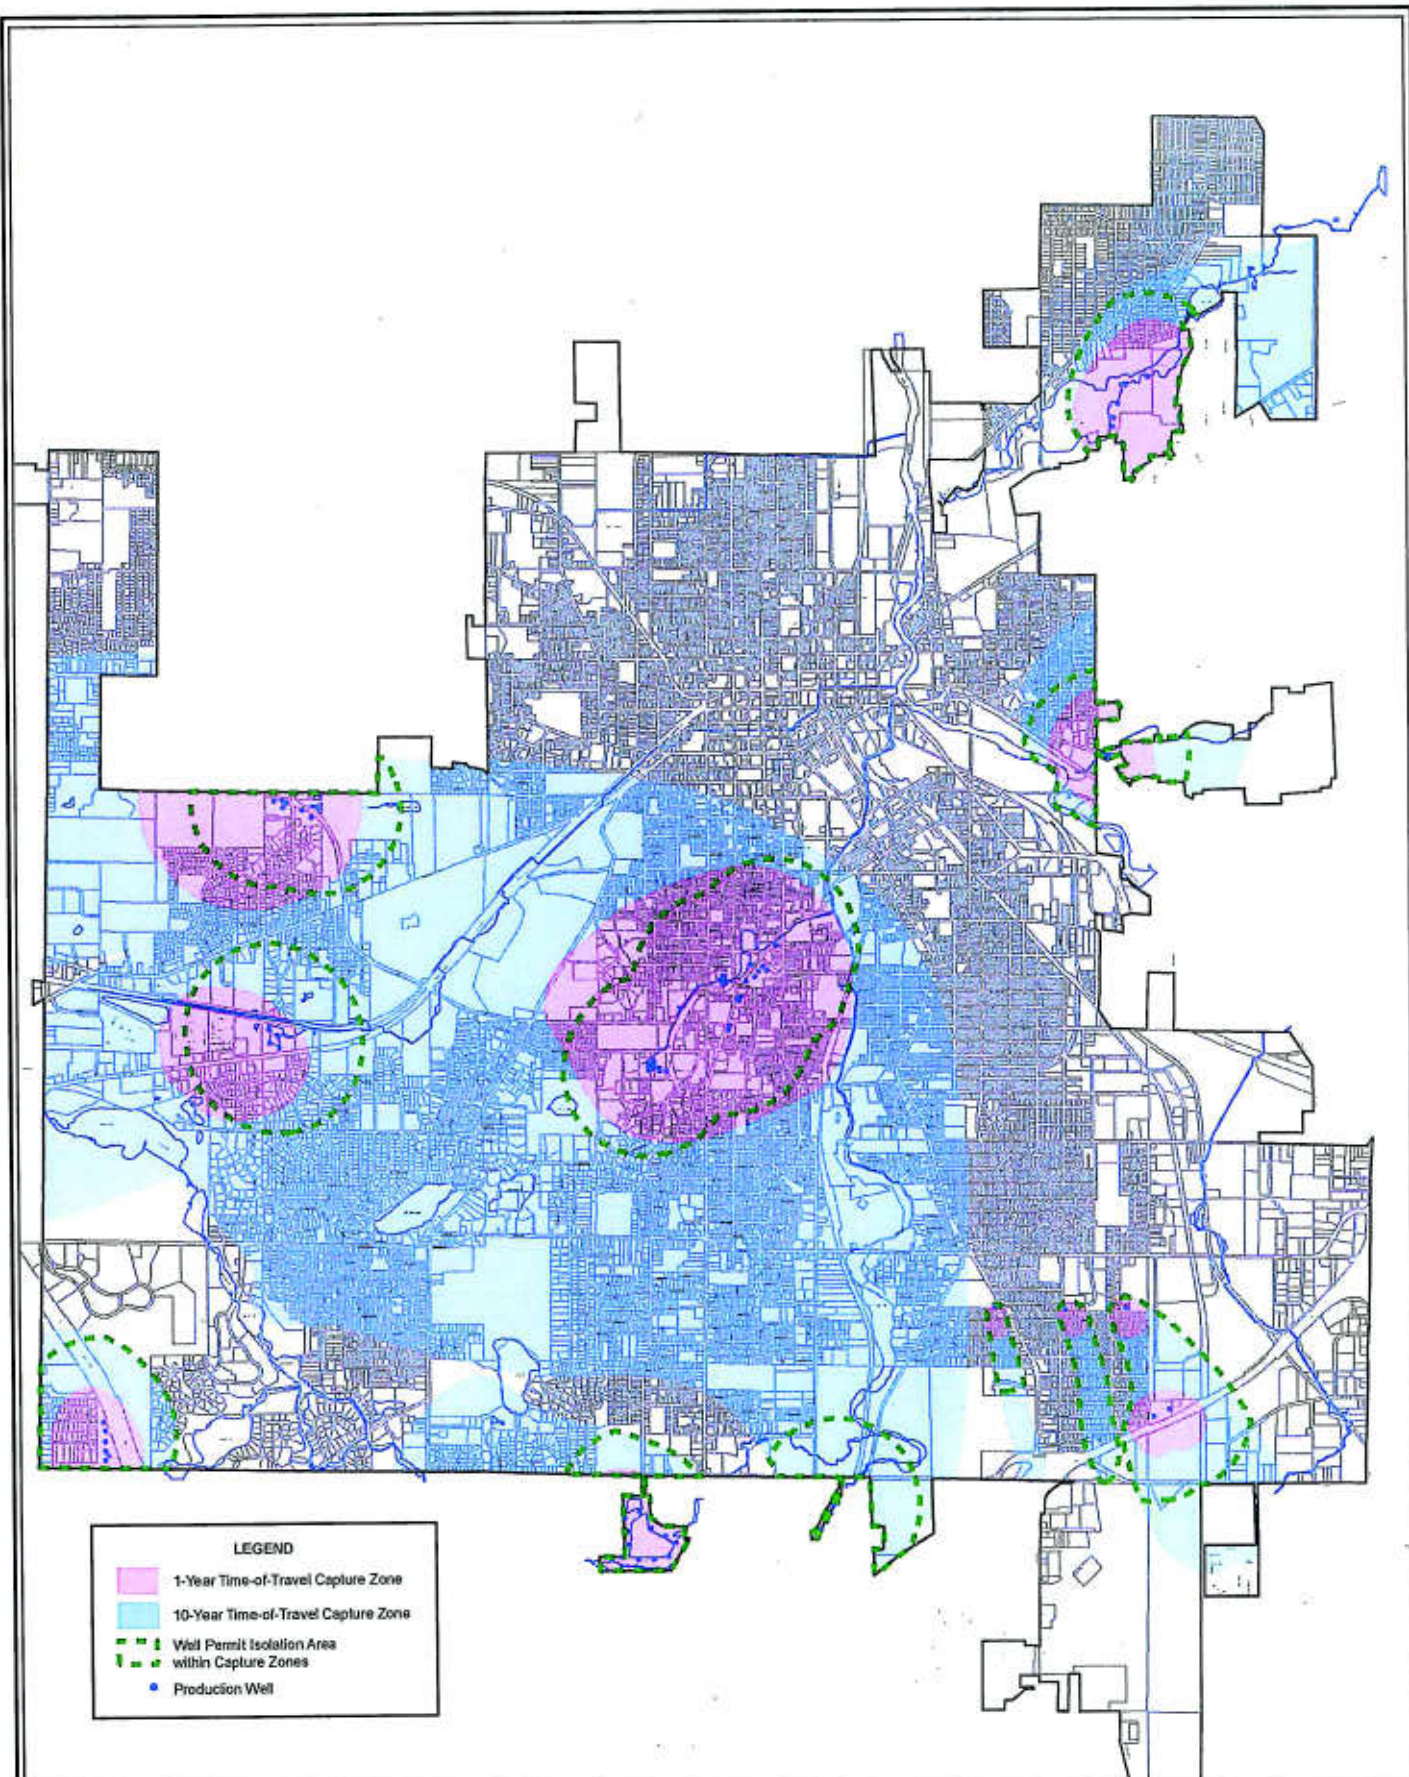 LEGEND
1-Year Time-of-Travel Capture Zone
10-Year Time-of-Travel Capture Zone
Well Permit Isolation Area
within Capture Zones
Production Well